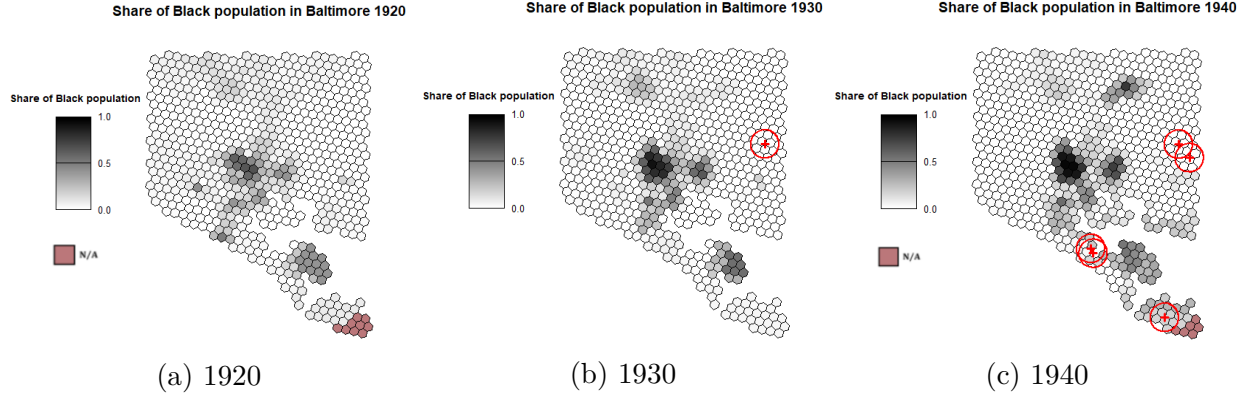 Share of Black population in Baltimore 1920
Share of Black population
1.0
0.5
0.0
N/A
(a) 1920
Share of Black population in Baltimore 1930
Share of Black population
1.0
0.5
0.0
(b) 1930
Share of Black population in Baltimore 1940
Share of Black population
1.0
0.5
0.0
N/A
(c) 1940